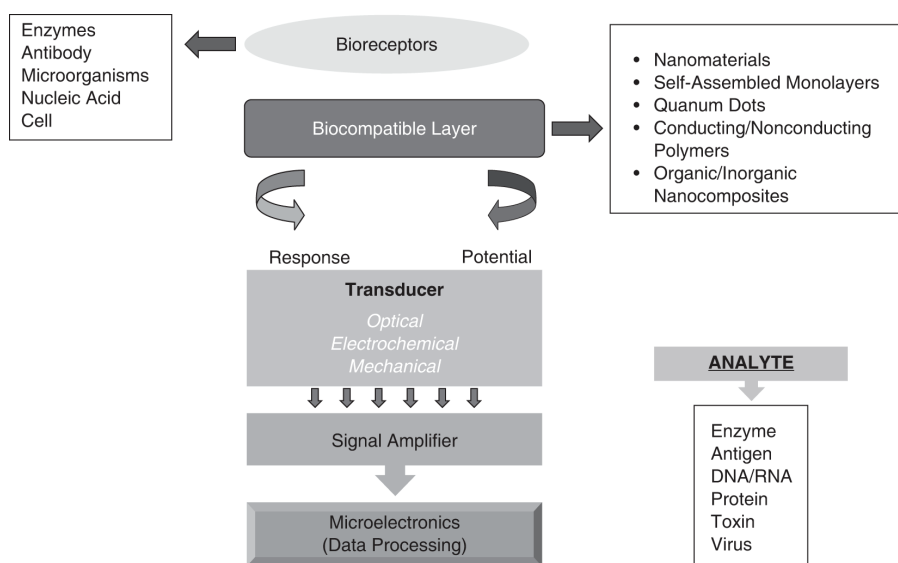 Enzymes
Antibody
Microorganisms
Nucleic Acid
Cell
Bioreceptors
Biocompatible Layer
• Nanomaterials
• Self-Assembled Monolayers
• Quanum Dots
• Conducting/Nonconducting
Polymers
• Organic/Inorganic
Nanocomposites
Response
Potential
Transducer
Optical
Electrochemical
Mechanical
Signal Amplifier
Microelectronics
(Data Processing)
ANALYTE
Enzyme
Antigen
DNA/RNA
Protein
Toxin
Virus